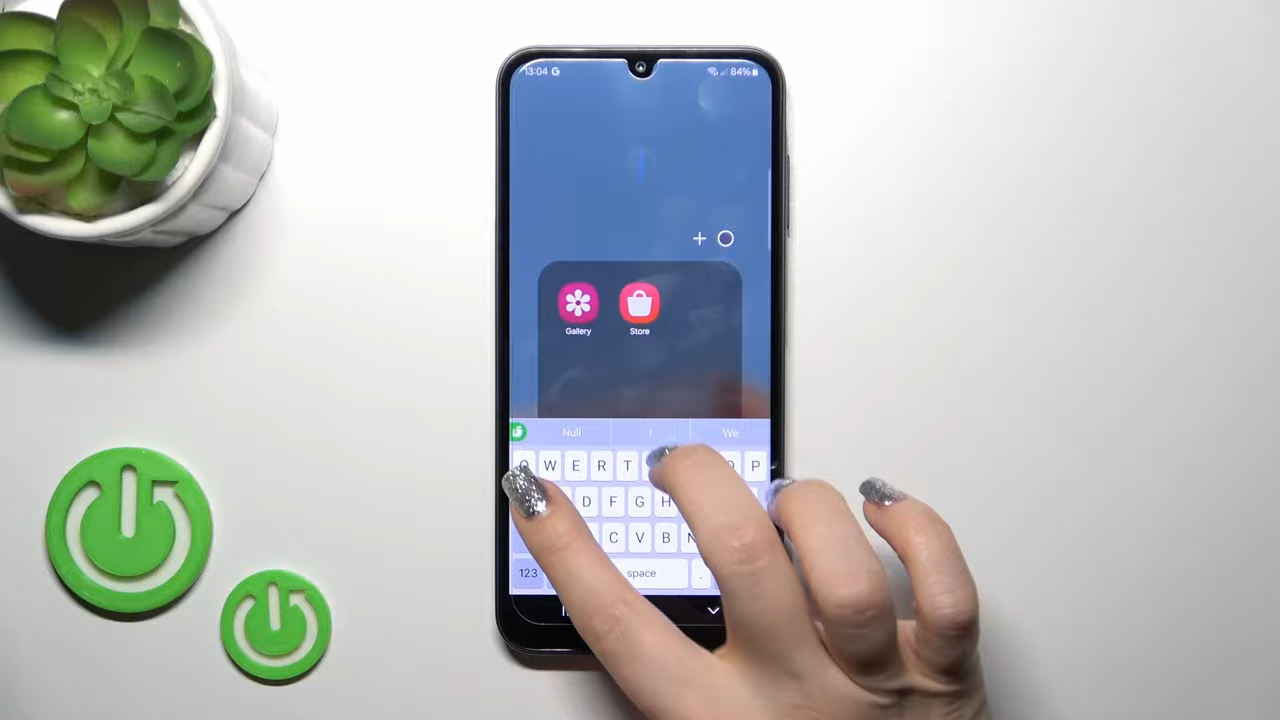 13:04 G 84%
+
Gallery Store
Null I We
Q W E R T O P
D F G H
C V B N
123 space .